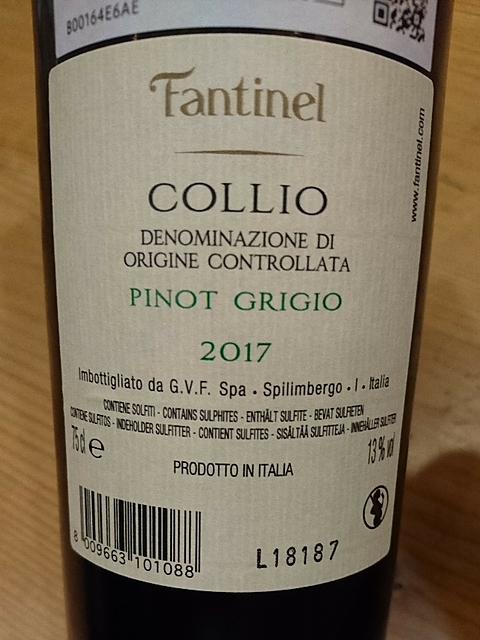 B00164E6AE
Fantinel
www.fantinel.com
COLLIO
DENOMINAZIONE DI
ORIGINE CONTROLLATA
PINOT GRIGIO
2017
Imbottigliato da G.V.F. Spa • Spilimbergo • I • Italia
CONTIENE SOLFITI - CONTAINS SULPHITES - ENTHÄLT SULFITE - BEVAT SULFIETEN
CONTIENE SULFITOS - INDEHOLDER SULFITTER - CONTIENT SULFITES - SISÄLTÄÄ SULFIITTEJA - INNEHÅLLER SULFITER
75 cl e
13 % vol
PRODOTTO IN ITALIA
8 009663 101088
L18187